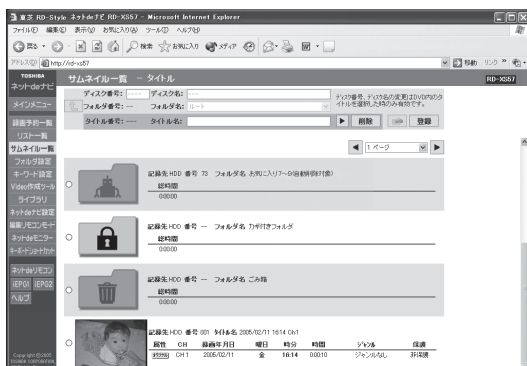 東芝 RD-Style ネットdeナビ RD-XS57 - Microsoft Internet Explorer
ファイル(F) 編集(E) 表示(V) お気に入り(A) ツール(T) ヘルプ(H)
戻る 検索 お気に入り メディア
アドレス(D) http://rd-xs57 移動 リンク
TOSHIBA
ネットdeナビ
サムネイル一覧 - タイトル
RD-XS57
ディスク番号: ---- ディスク名: ----
フォルダ番号: -- フォルダ名: ルート
タイトル番号: --- タイトル名:
ディスク番号、ディスク名の変更はDVD内のタイトルを選択した時のみ有効です。
削除 登録
1 ページ
メインメニュー
録画予約一覧
リスト一覧
サムネイル一覧
フォルダ設定
キーワード設定
Video作成ツール
ライブラリ
ネットdeナビ設定
編集リモコンモード
ネットdeモニター
キーボードショートカット
ネットdeリモコン
iEPG1 iEPG2
ヘルプ
記録先 HDD 番号 73 フォルダ名 お気に入り7~9(自動削除対象)
総時間
0:00:00
記録先 HDD 番号 -- フォルダ名 カギ付きフォルダ
総時間
0:00:00
記録先 HDD 番号 -- フォルダ名 ごみ箱
総時間
0:00:00
記録先 HDD 番号 001 タイトル名 2005/02/11 16:14 Ch1
属性 CH 録画年月日 曜日 時分 時間 ジャンル 保護
オリジナル CH 1 2005/02/11 金 16:14 0:00:10 ジャンルなし 非保護
Copyright ©2005
TOSHIBA CORPORATION.